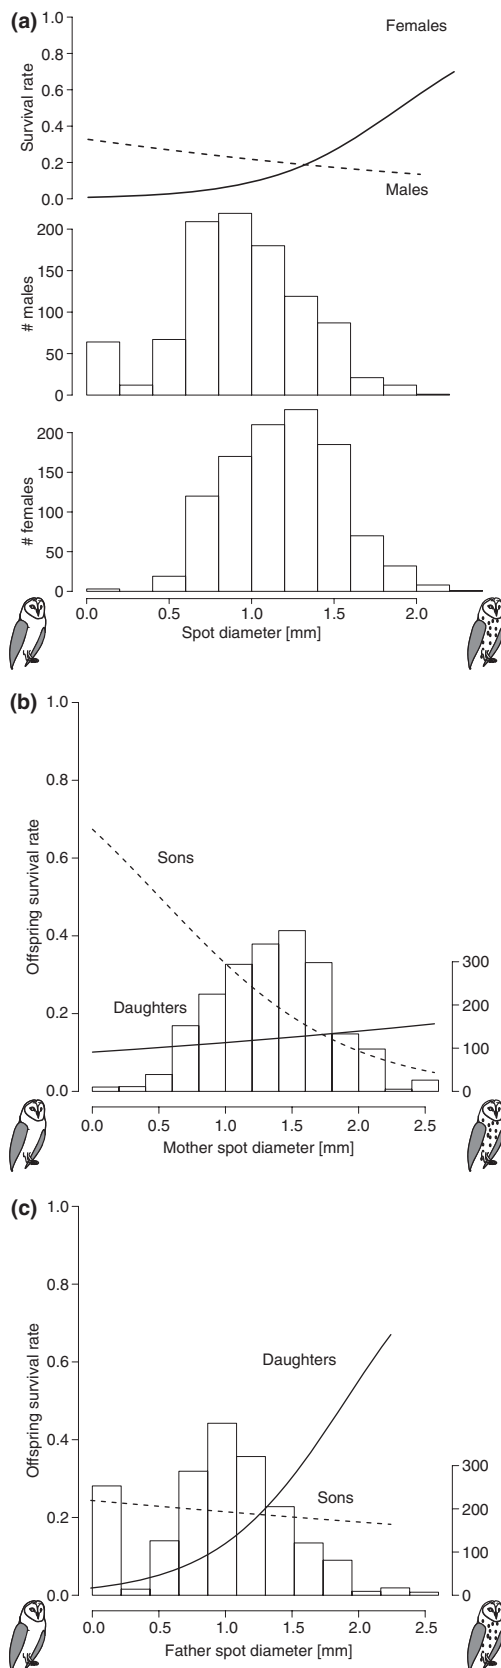 (a)
1.0
0.8
0.6
0.4
0.2
0.0
Survival rate
Females
Males
200
150
100
50
0
# males
200
150
100
50
0
# females
0.0 0.5 1.0 1.5 2.0
Spot diameter [mm]
(b)
1.0
0.8
0.6
0.4
0.2
0.0
Offspring survival rate
Sons
Daughters
300
200
100
0
0.0 0.5 1.0 1.5 2.0 2.5
Mother spot diameter [mm]
(c)
1.0
0.8
0.6
0.4
0.2
0.0
Offspring survival rate
Daughters
Sons
300
200
100
0
0.0 0.5 1.0 1.5 2.0 2.5
Father spot diameter [mm]